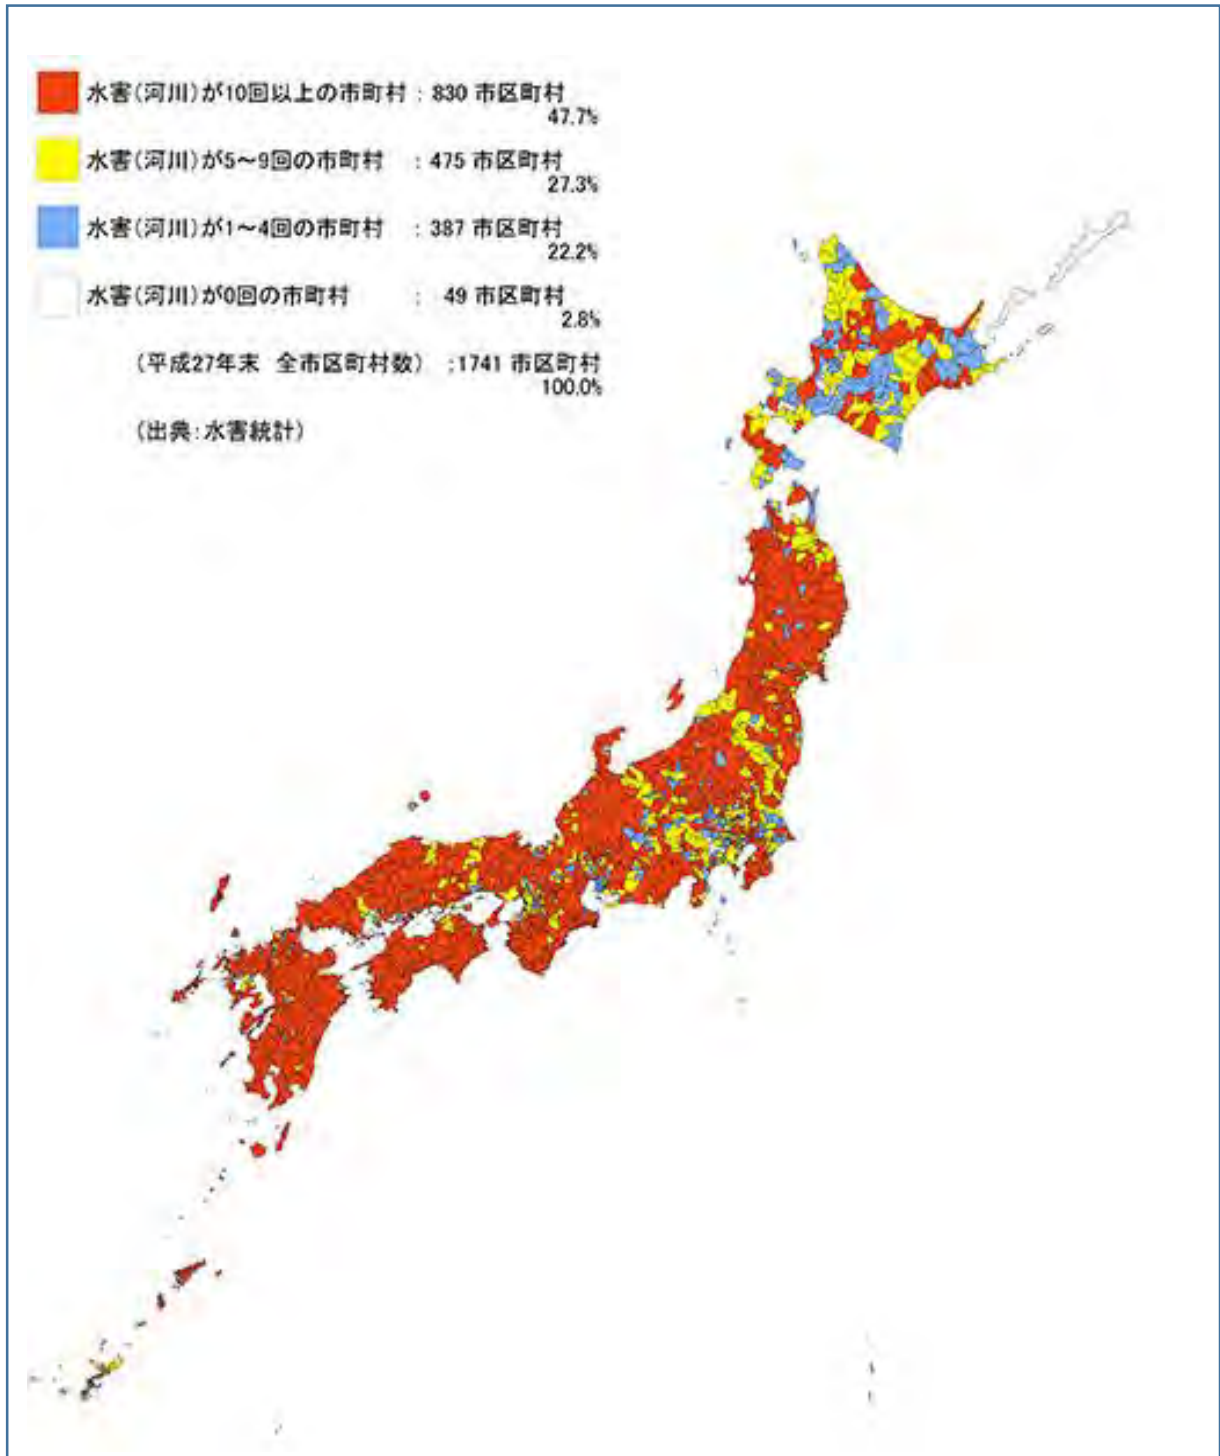 水害(河川)が10回以上の市町村 : 830 市区町村
47.7%
水害(河川)が5～9回の市町村 : 475 市区町村
27.3%
水害(河川)が1～4回の市町村 : 387 市区町村
22.2%
水害(河川)が0回の市町村 : 49 市区町村
2.8%
(平成27年末 全市区町村数) :1741 市区町村
100.0%
(出典:水害統計)